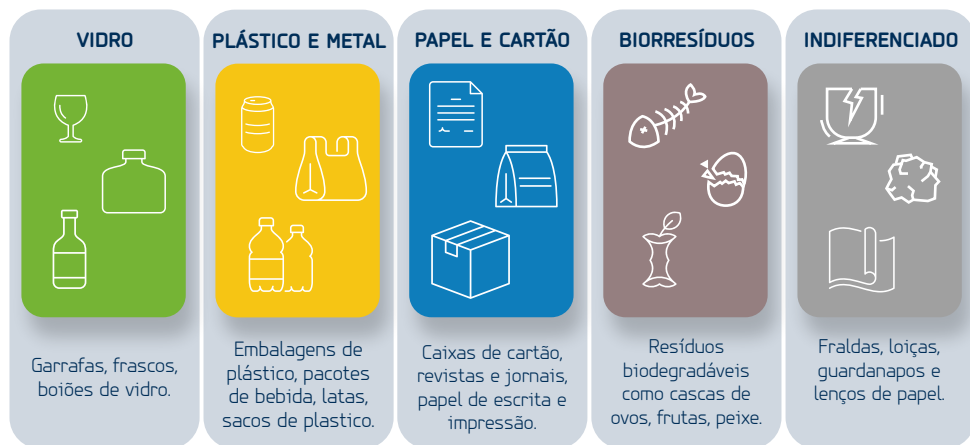 VIDRO
Garrafas, frascos,
boiões de vidro.
PLÁSTICO E METAL
Embalagens de
plástico, pacotes
de bebida, latas,
sacos de plastico.
PAPEL E CARTÃO
Caixas de cartão,
revistas e jornais,
papel de escrita e
impressão.
BIORRESÍDUOS
Resíduos
biodegradáveis
como cascas de
ovos, frutas, peixe.
INDIFERENCIADO
Fraldas, loiças,
guardanapos e
lenços de papel.